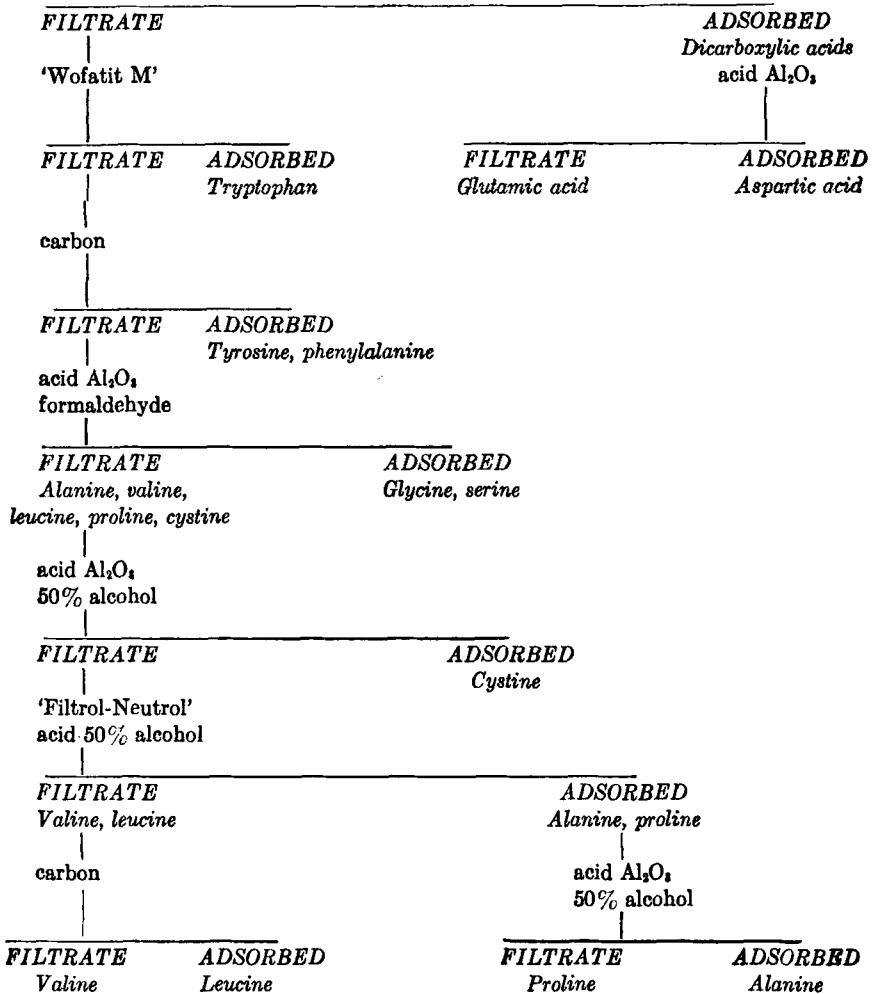 FILTRATE ADSORBED
Dicarboxylic acids
'Wofatit M' acid Al₂O₃
FILTRATE ADSORBED FILTRATE ADSORBED
Tryptophan Glutamic acid Aspartic acid
carbon
FILTRATE ADSORBED
Tyrosine, phenylalanine
acid Al₂O₃
formaldehyde
FILTRATE ADSORBED
Alanine, valine, Glycine, serine
leucine, proline, cystine
acid Al₂O₃
50% alcohol
FILTRATE ADSORBED
Cystine
'Filtrol-Neutrol'
acid 50% alcohol
FILTRATE ADSORBED
Valine, leucine Alanine, proline
carbon acid Al₂O₃
50% alcohol
FILTRATE ADSORBED FILTRATE ADSORBED
Valine Leucine Proline Alanine